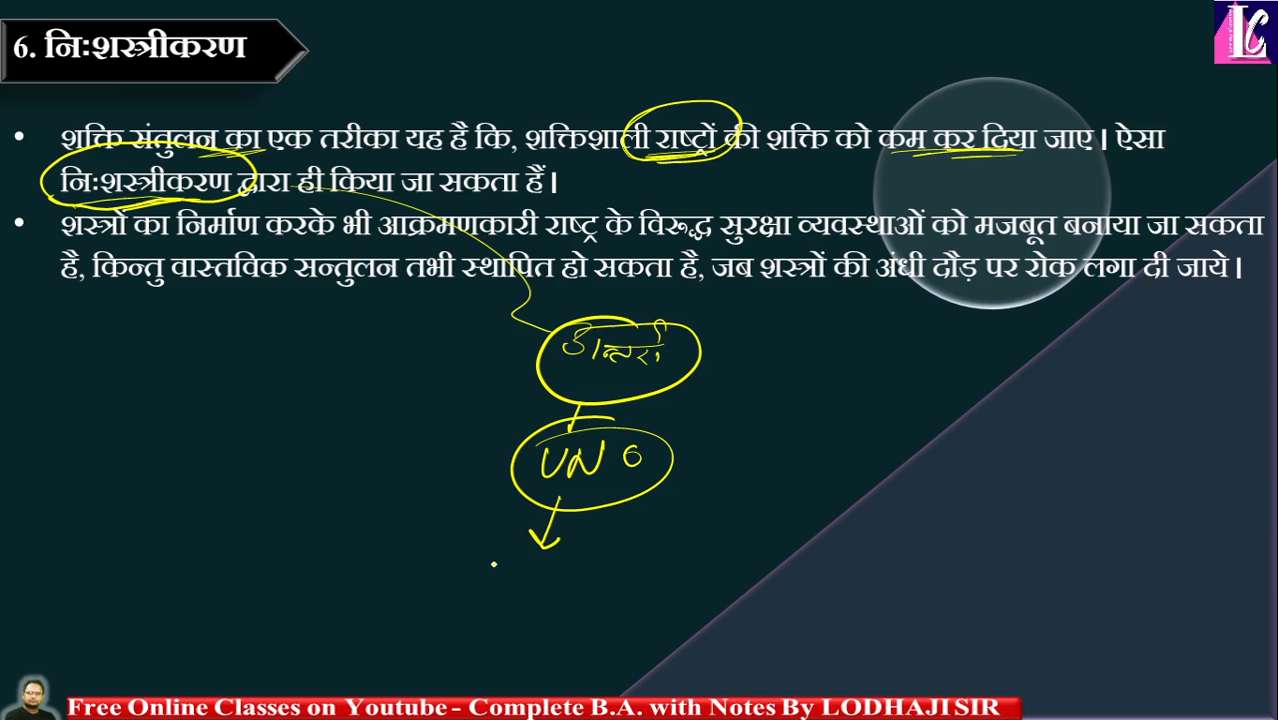 6. निःशस्त्रीकरण
LC
• शक्ति संतुलन का एक तरीका यह है कि, शक्तिशाली राष्ट्रों की शक्ति को कम कर दिया जाए। ऐसा
निःशस्त्रीकरण द्वारा ही किया जा सकता हैं।
• शस्त्रों का निर्माण करके भी आक्रमणकारी राष्ट्र के विरूद्ध सुरक्षा व्यवस्थाओं को मजबूत बनाया जा सकता
है, किन्तु वास्तविक सन्तुलन तभी स्थापित हो सकता है, जब शस्त्रों की अंधी दौड़ पर रोक लगा दी जाये।
UNO
Free Online Classes on Youtube - Complete B.A. with Notes By LODHAJI SIR